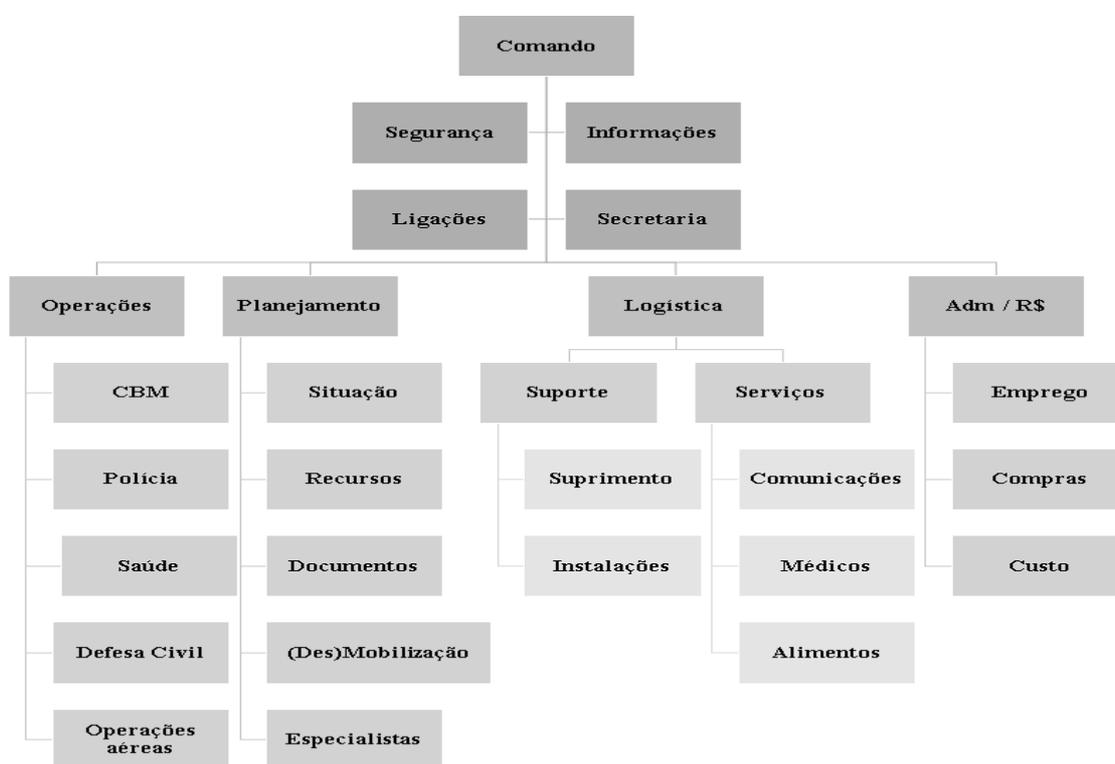 Comando
Segurança
Informações
Ligações
Secretaria
Operações
Planejamento
Logística
Adm / R$
CBM
Situação
Suporte
Serviços
Emprego
Polícia
Recursos
Suprimento
Comunicações
Compras
Saúde
Documentos
Instalações
Médicos
Custo
Defesa Civil
(Des)Mobilização
Alimentos
Operações
aéreas
Especialistas